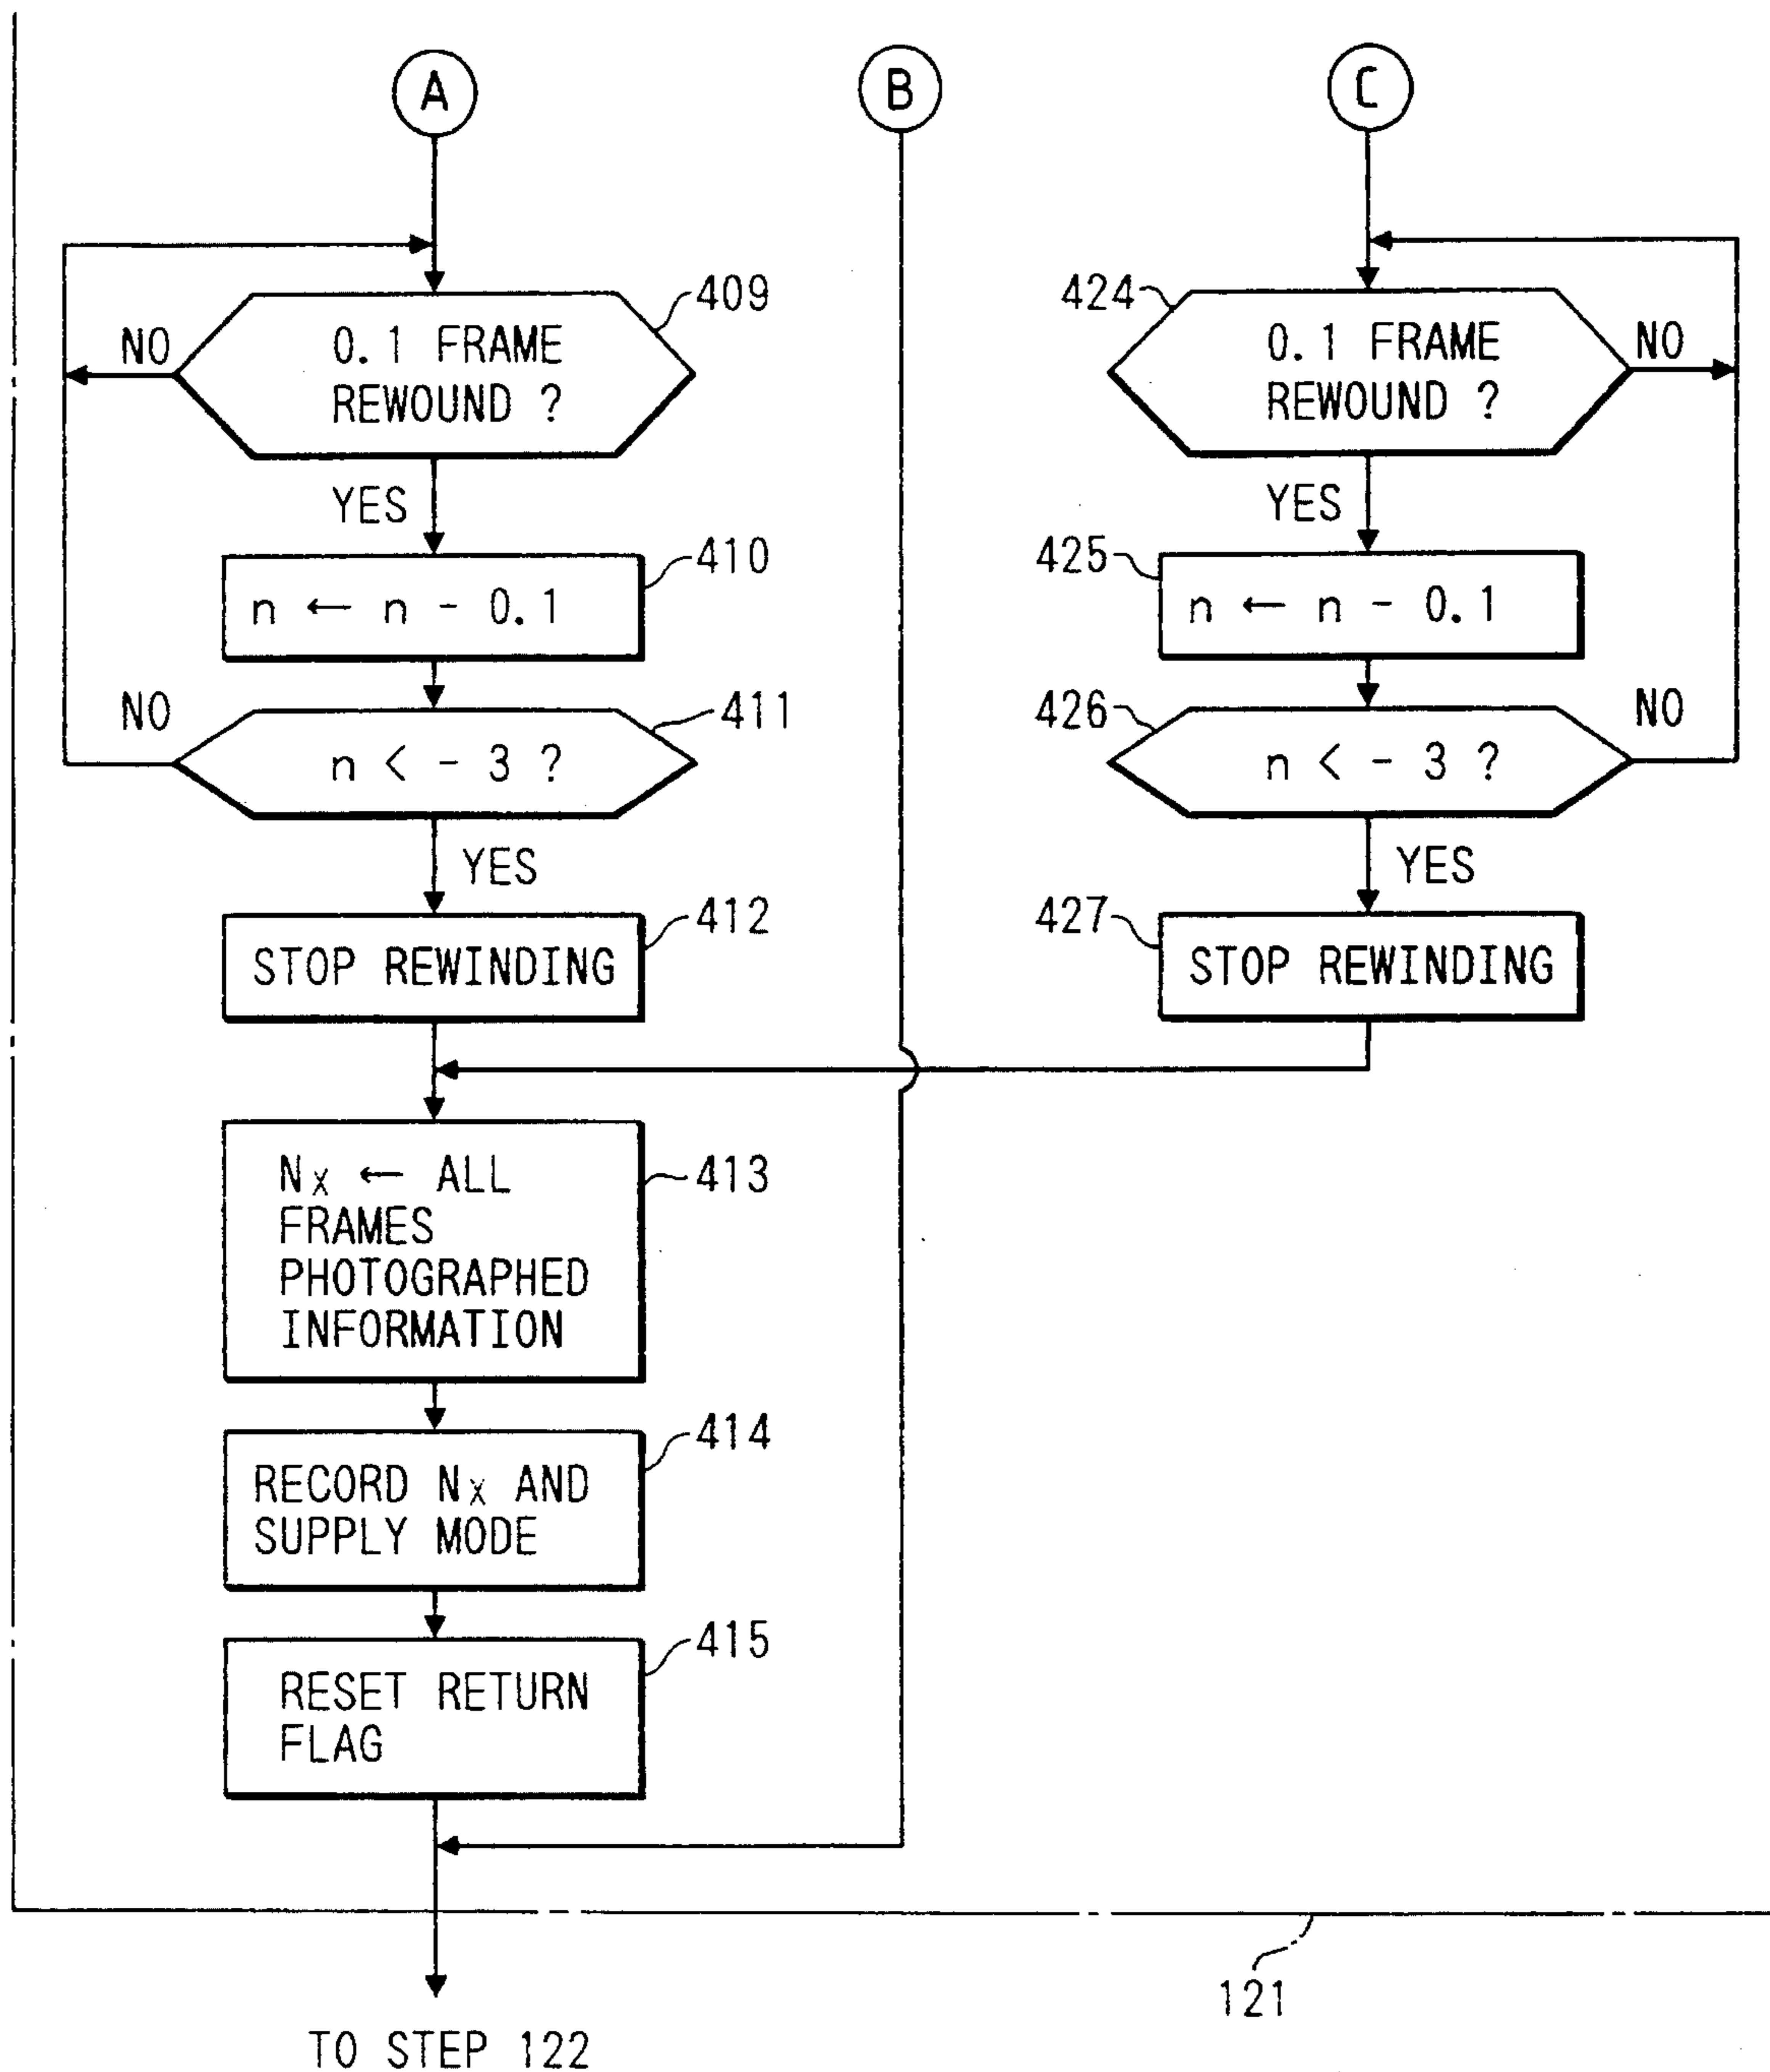 A
B
C
409
NO
0.1 FRAME
REWOUND ?
YES
410
n ← n - 0.1
411
NO
n < - 3 ?
YES
412
STOP REWINDING
424
0.1 FRAME
REWOUND ?
NO
YES
425
n ← n - 0.1
426
n < - 3 ?
NO
YES
427
STOP REWINDING
413
Nx ← ALL
FRAMES
PHOTOGRAPHED
INFORMATION
414
RECORD Nx AND
SUPPLY MODE
415
RESET RETURN
FLAG
121
TO STEP 122